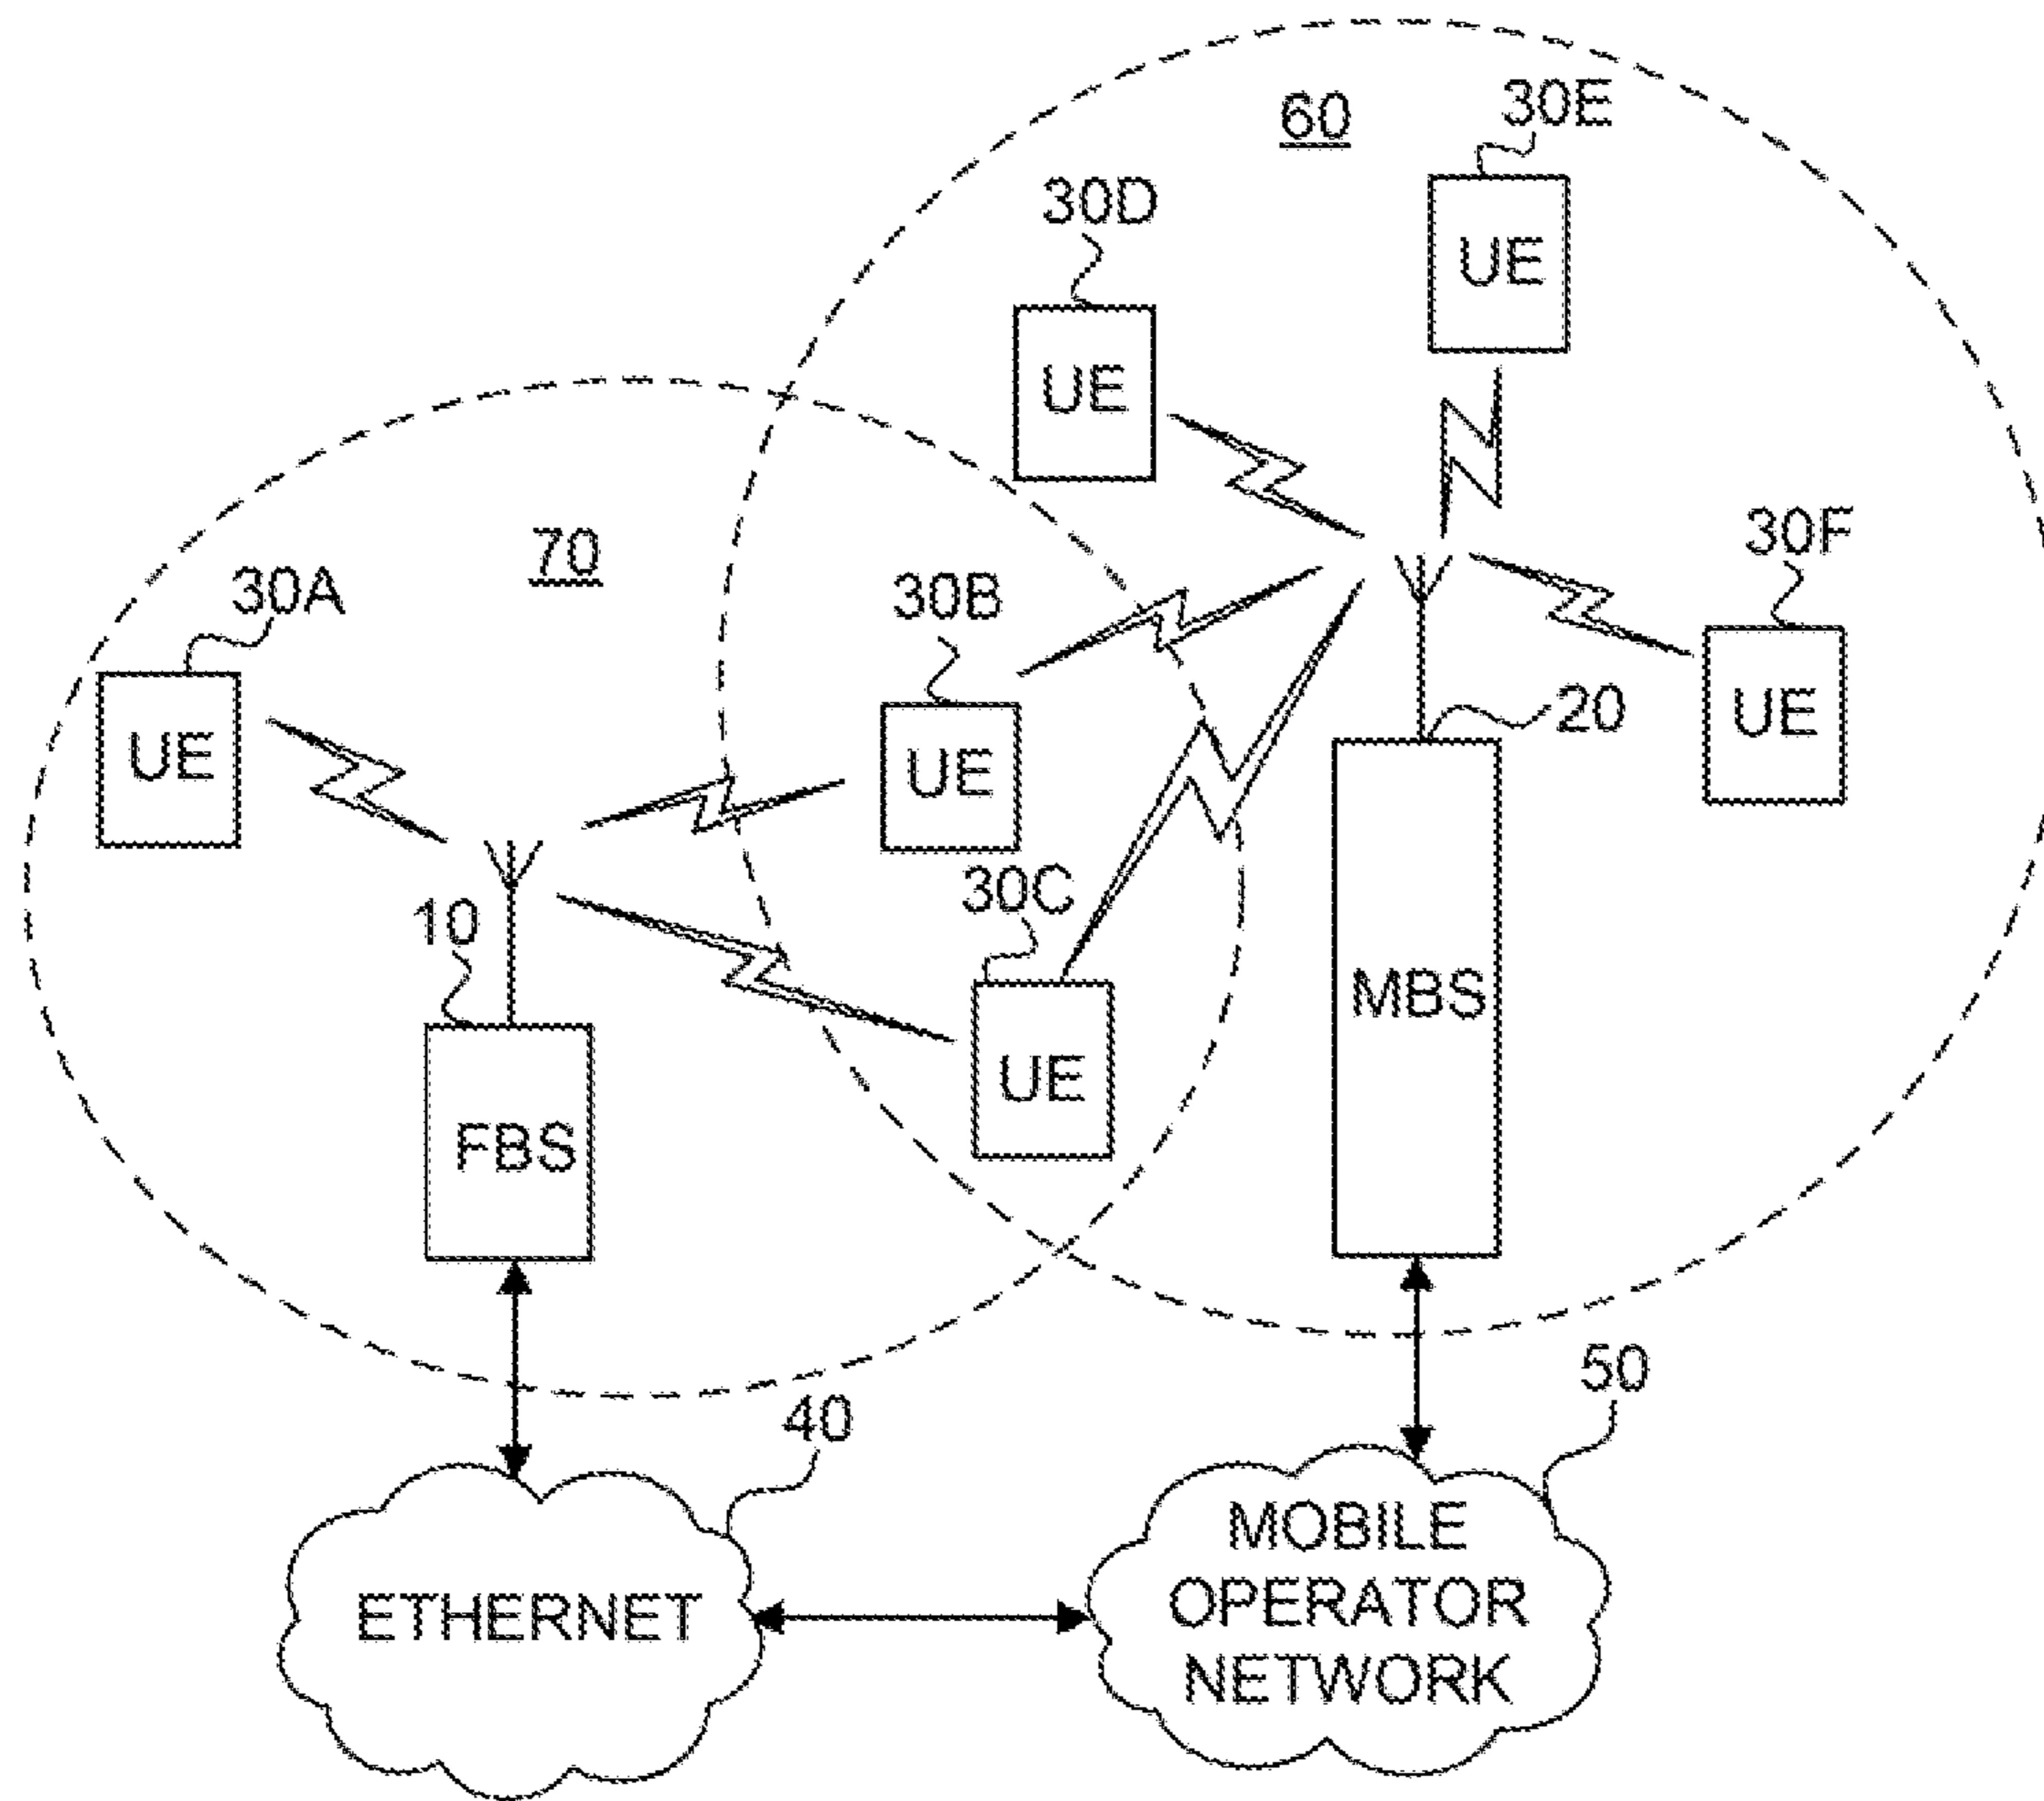 60
30E
UE
30D
UE
70
30A
UE
30B
UE
30F
UE
20
MBS
10
FBS
30C
UE
40
ETHERNET
50
MOBILE
OPERATOR
NETWORK